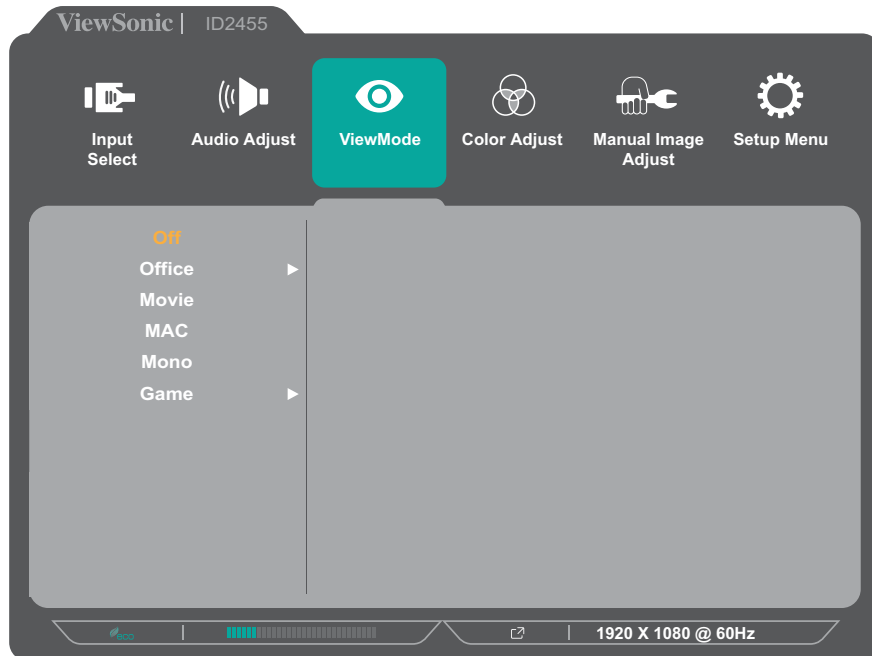 ViewSonic | ID2455
Input Select
Audio Adjust
ViewMode
Color Adjust
Manual Image Adjust
Setup Menu
Off
Office
Movie
MAC
Mono
Game
eco
1920 X 1080 @ 60Hz